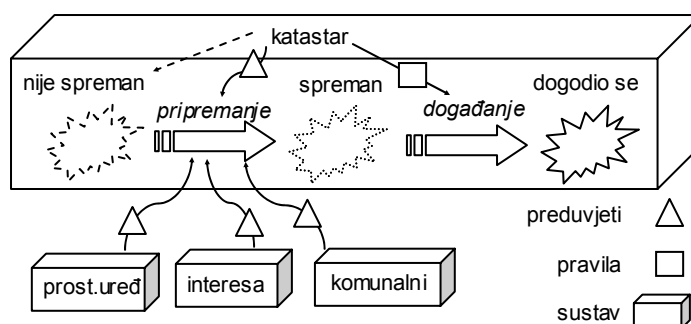 katastar
nije spreman
spreman
dogodio se
pripremanje
događanje
preduvjeti
prost.uređ
interesa
komunalni
pravila
sustav